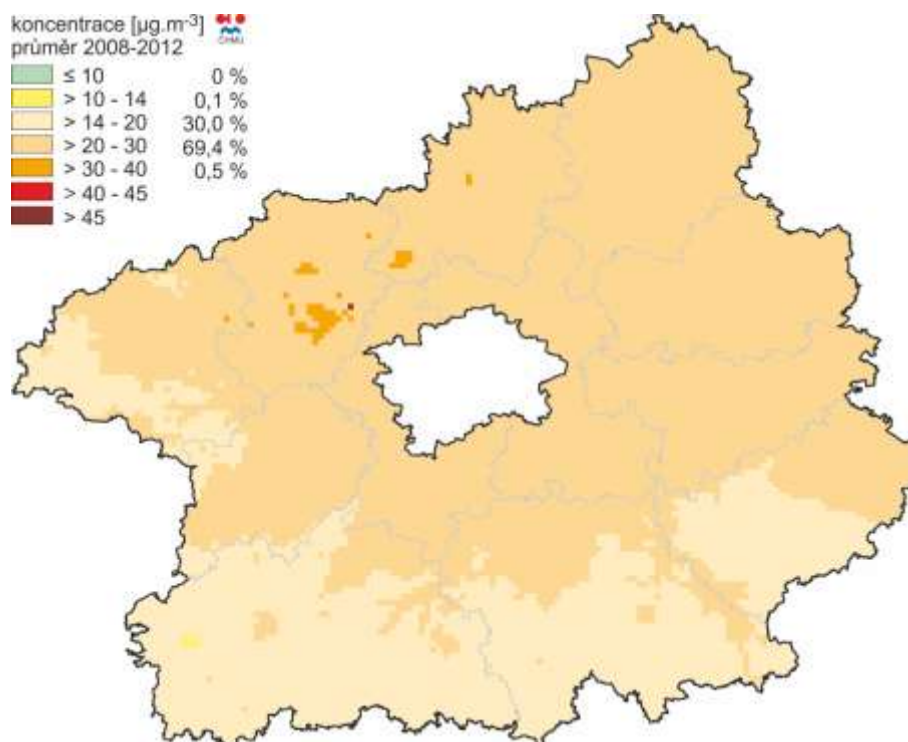 koncentrace [µg.m⁻³]
ČHMÚ
průměr 2008-2012
≤ 10 0 %
> 10 - 14 0,1 %
> 14 - 20 30,0 %
> 20 - 30 69,4 %
> 30 - 40 0,5 %
> 40 - 45
> 45